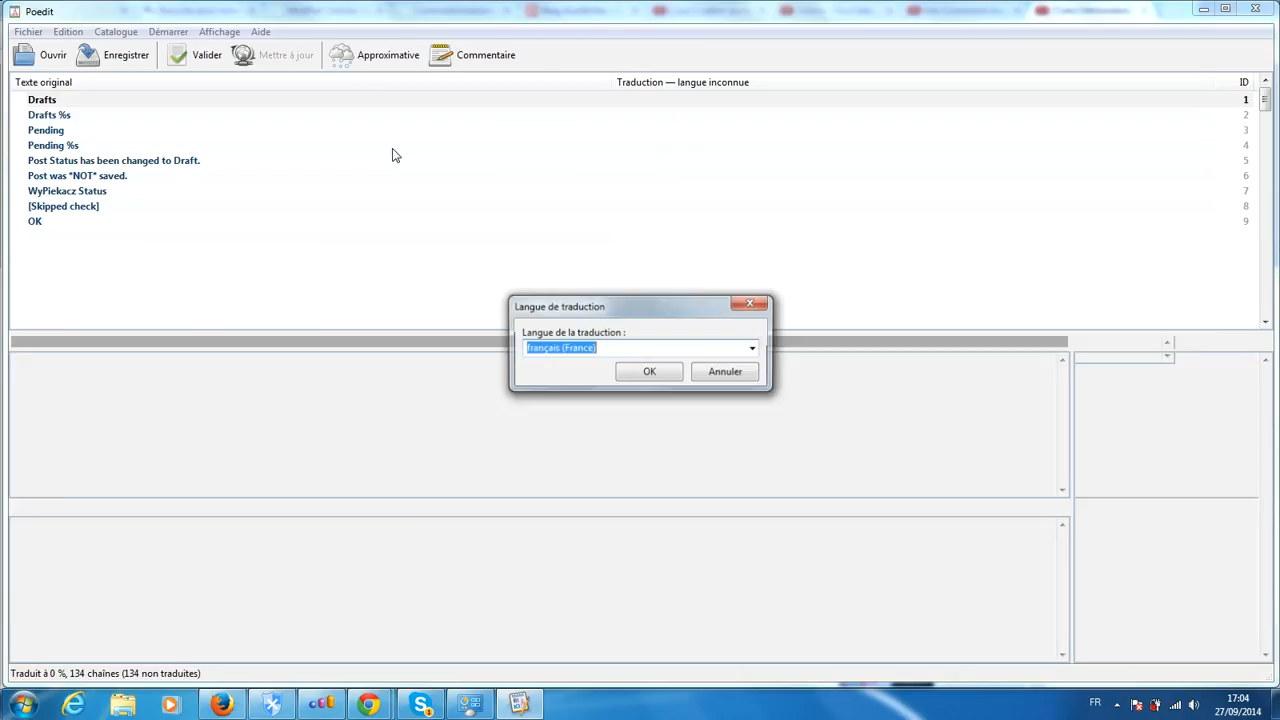 Poedit
Fichier Edition Catalogue Démarrer Affichage Aide
Ouvrir Enregistrer Valider Mettre à jour Approximative Commentaire
Texte original Traduction — langue inconnue ID
Drafts 1
Drafts %s 2
Pending 3
Pending %s 4
Post Status has been changed to Draft. 5
Post was *NOT* saved. 6
WyPiekacz Status 7
[Skipped check] 8
OK 9
Langue de traduction
Langue de la traduction :
français (France)
OK Annuler
Traduit à 0 %, 134 chaînes (134 non traduites)
FR 17:04
27/09/2014